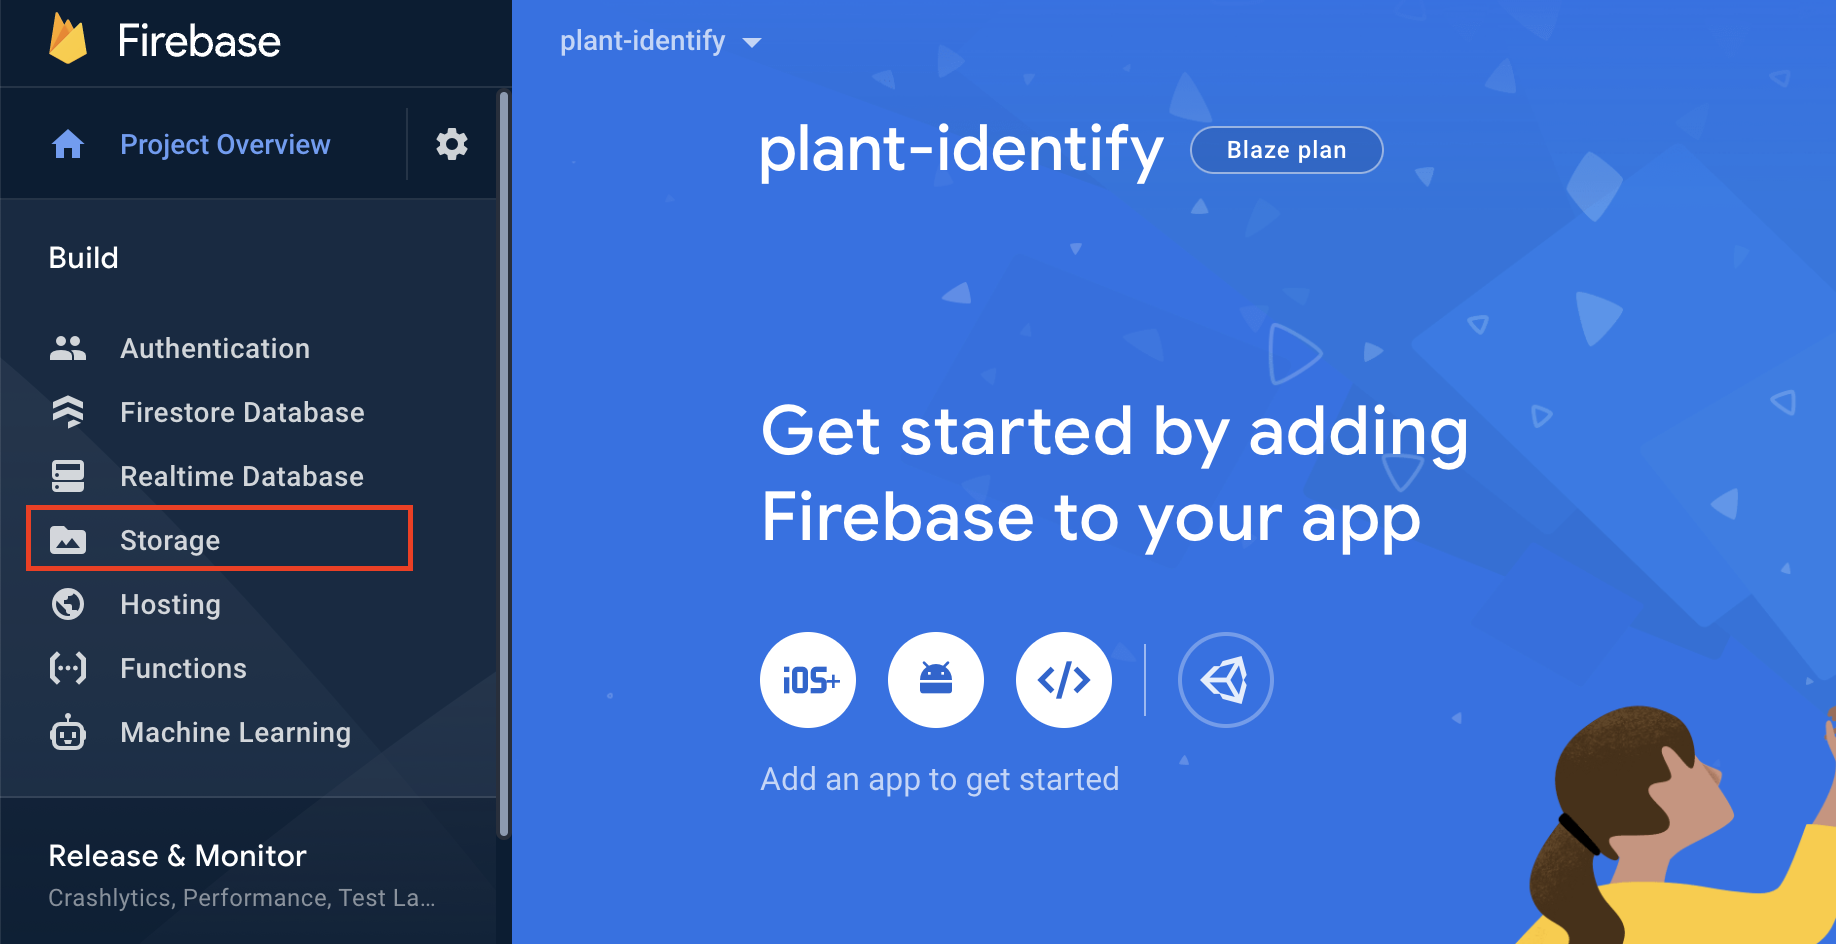 Firebase
Project Overview
Build
Authentication
Firestore Database
Realtime Database
Storage
Hosting
Functions
Machine Learning
Release & Monitor
Crashlytics, Performance, Test La...
plant-identify
plant-identify
Blaze plan
Get started by adding
Firebase to your app
iOS+
Add an app to get started